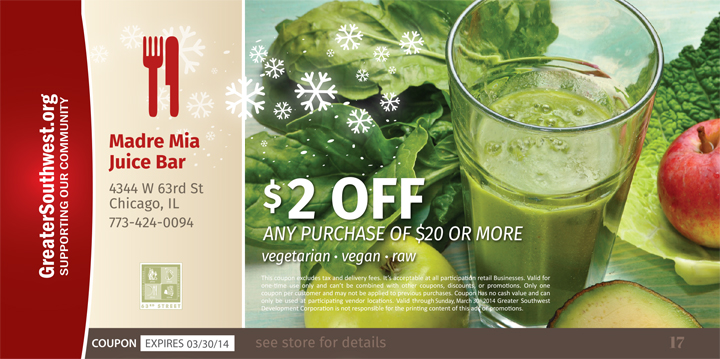 GreaterSouthwest.org
SUPPORTING OUR COMMUNITY
Madre Mia
Juice Bar
4344 W 63rd St
Chicago, IL
773-424-0094
63RD STREET
$2 OFF
ANY PURCHASE OF $20 OR MORE
vegetarian · vegan · raw
This coupon excludes tax and delivery fees. It's acceptable at all participation retail Businesses. Valid for
one-time use only and can't be combined with other coupons, discounts, or promotions. Only one
coupon per customer and may not be applied to previous purchases. Coupon Has no cash value and can
only be used at participating vendor locations. Valid through Sunday, March 30, 2014 Greater Southwest
Development Corporation is not responsible for the printing content of this ads or promotions.
COUPON EXPIRES 03/30/14 see store for details 17